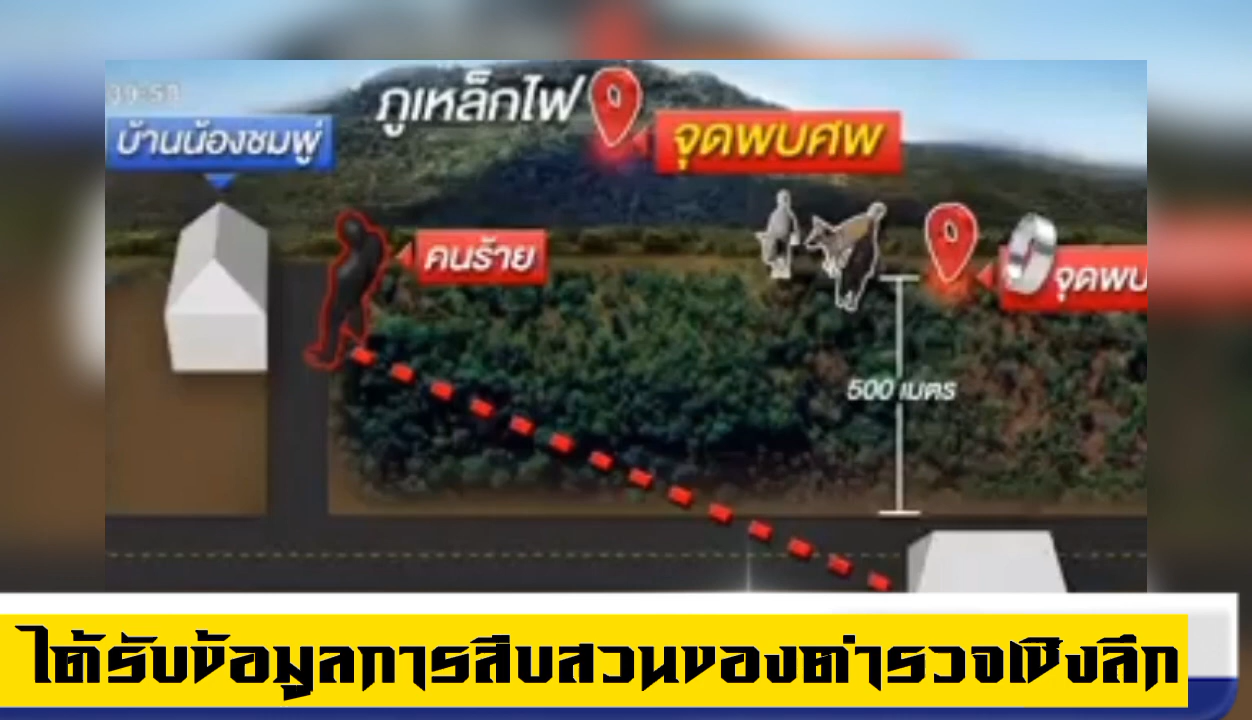 ภูเหล็กไฟ
จุดพบศพ
บ้านน้องชมพู่
คนร้าย
จุดพบ
500 เมตร
ได้รับข้อมูลการสืบสวนของตำรวจเชิงลึก